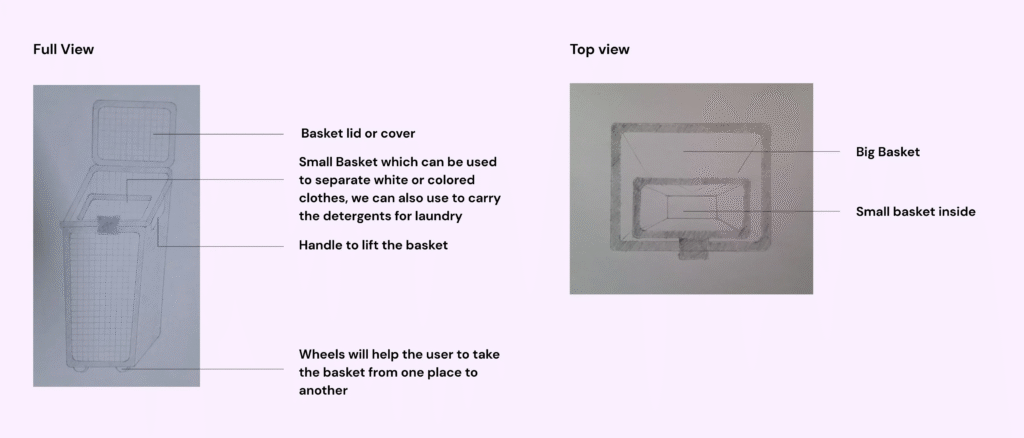 Full View
Basket lid or cover
Small Basket which can be used
to separate white or colored
clothes, we can also use to carry
the detergents for laundry
Handle to lift the basket
Wheels will help the user to take
the basket from one place to
another
Top view
Big Basket
Small basket inside